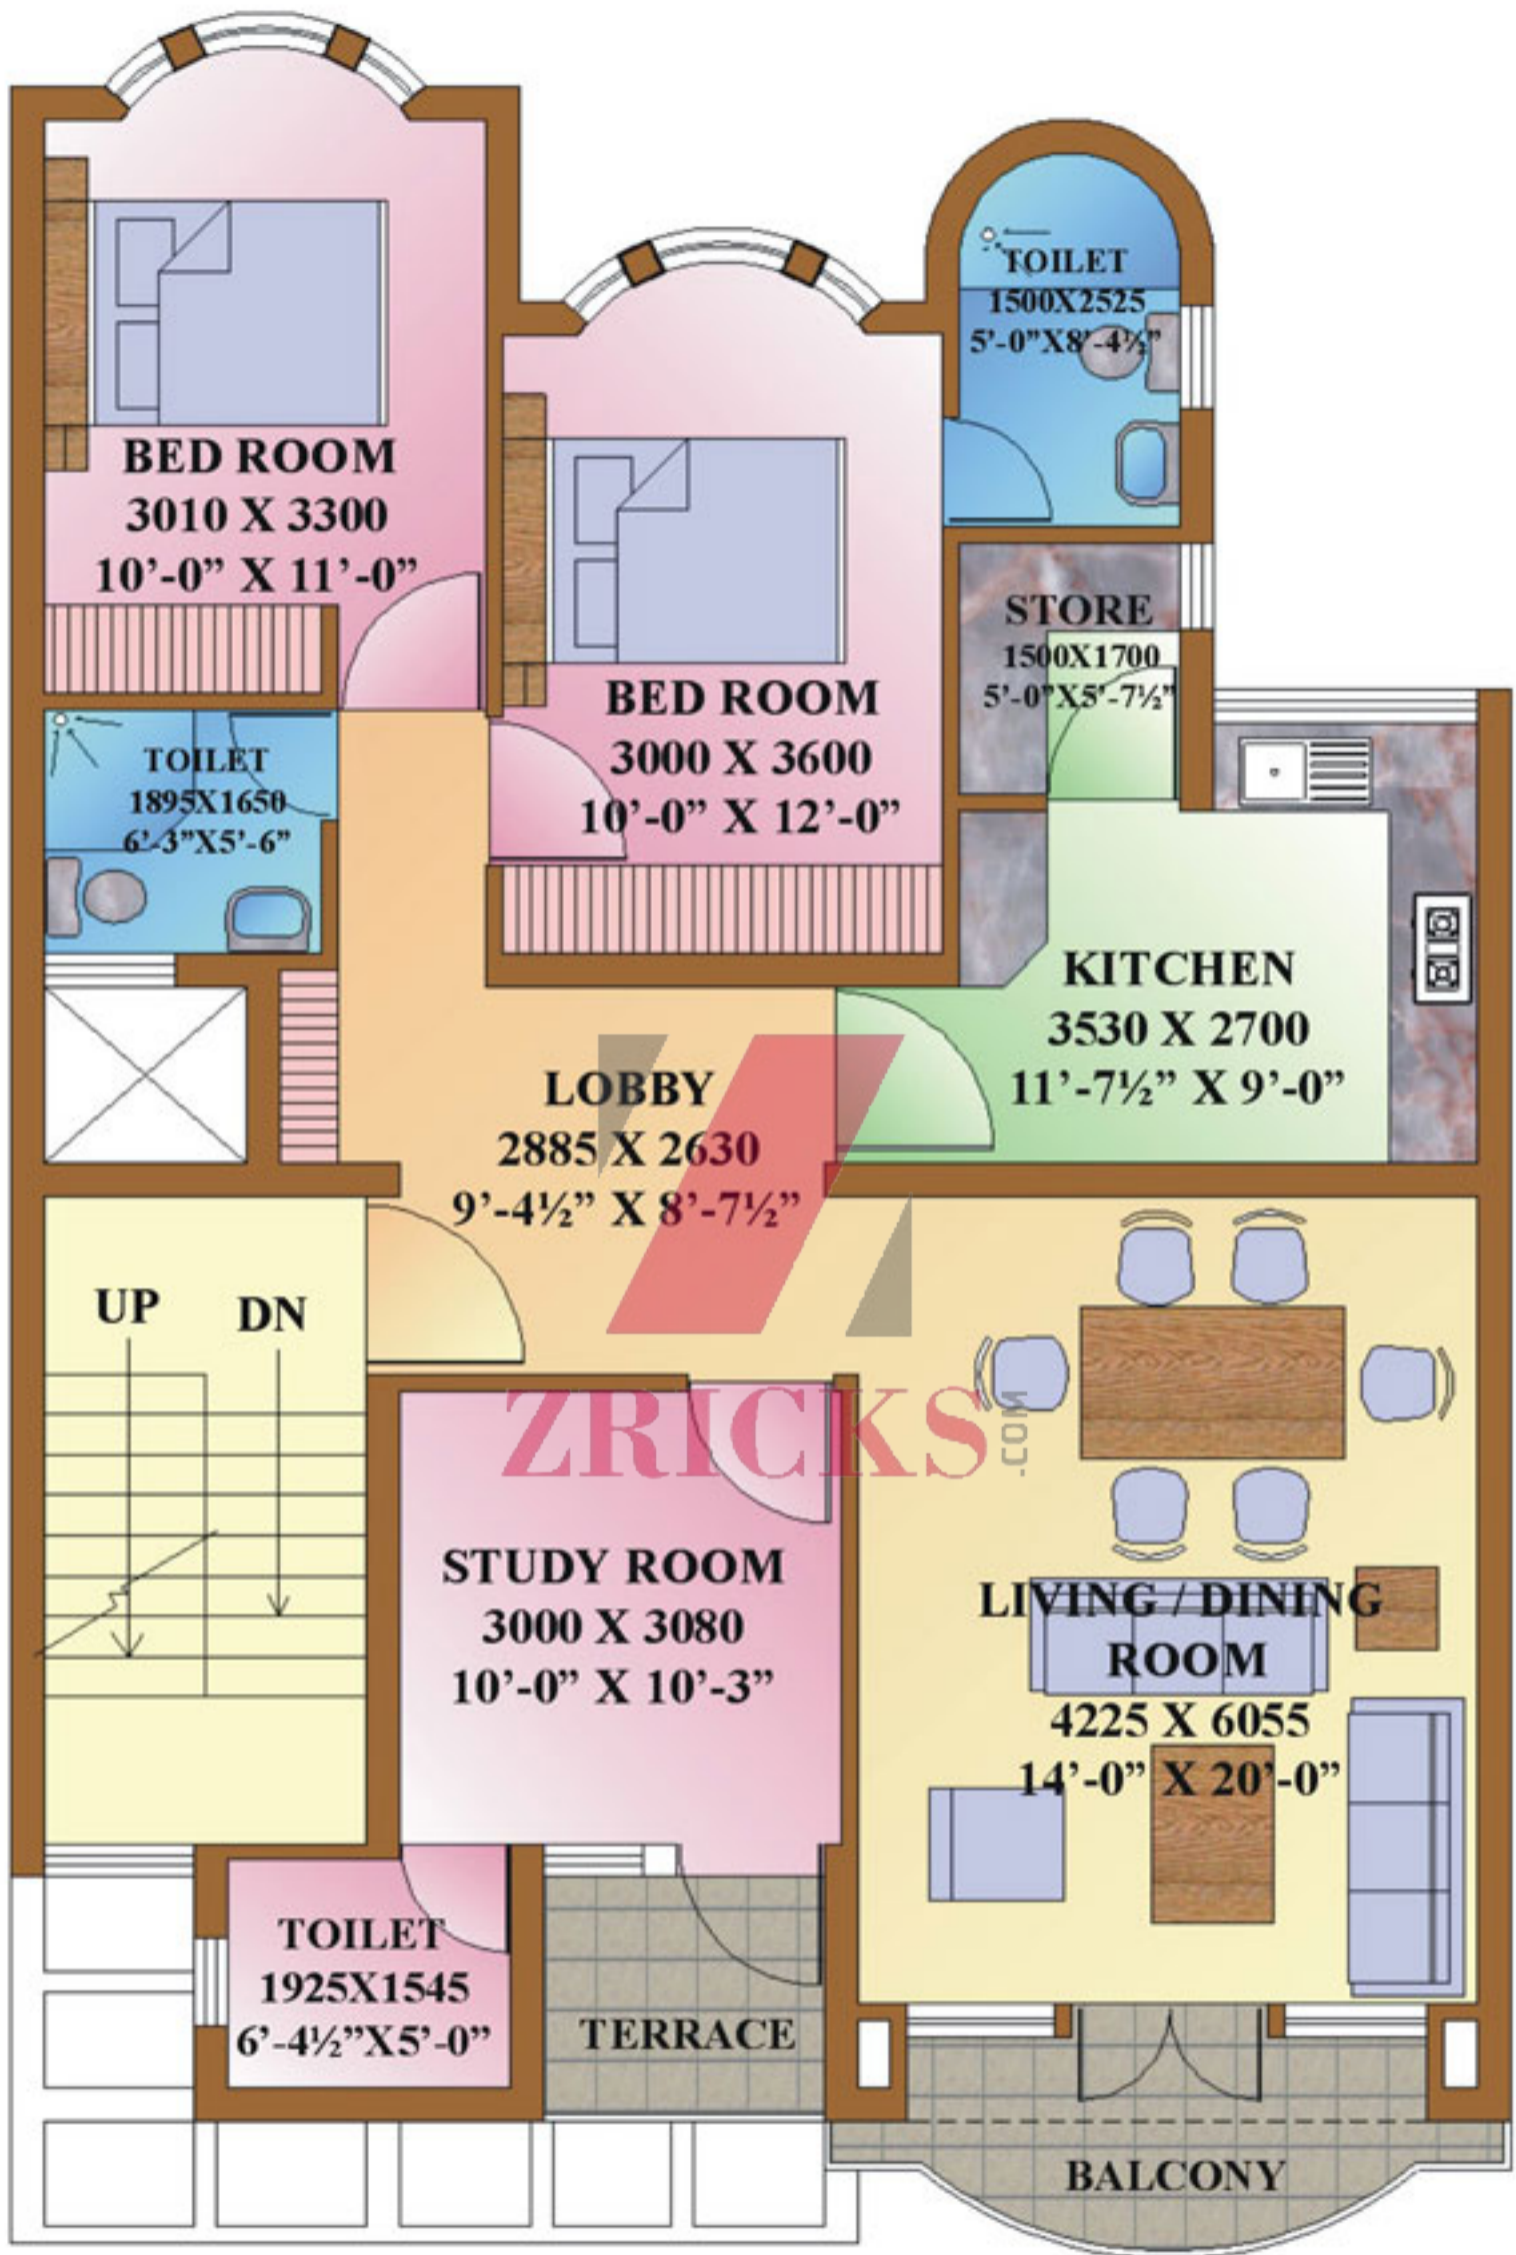 TOILET
1500X2525
5'-0"X8'-4½"
BED ROOM
3010 X 3300
10'-0" X 11'-0"
STORE
1500X1700
5'-0"X5'-7½"
BED ROOM
3000 X 3600
10'-0" X 12'-0"
TOILET
1895X1650
6'-3"X5'-6"
KITCHEN
3530 X 2700
11'-7½" X 9'-0"
LOBBY
2885 X 2630
9'-4½" X 8'-7½"
UP DN
ZRICKS.COM
STUDY ROOM
3000 X 3080
10'-0" X 10'-3"
LIVING / DINING
ROOM
4225 X 6055
14'-0" X 20'-0"
TOILET
1925X1545
6'-4½"X5'-0"
TERRACE
BALCONY